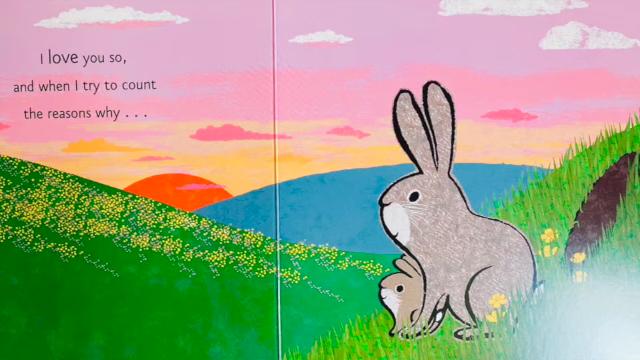 I love you so,
and when I try to count
the reasons why . . .